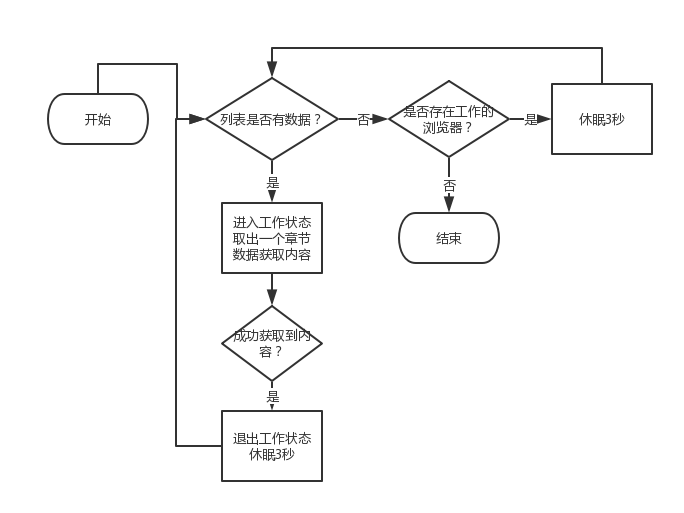 开始
列表是否有数据？
否
是否存在工作的
浏览器？
是
休眠3秒
是
否
进入工作状态
取出一个章节
数据获取内容
结束
成功获取到内
容？
是
退出工作状态
休眠3秒